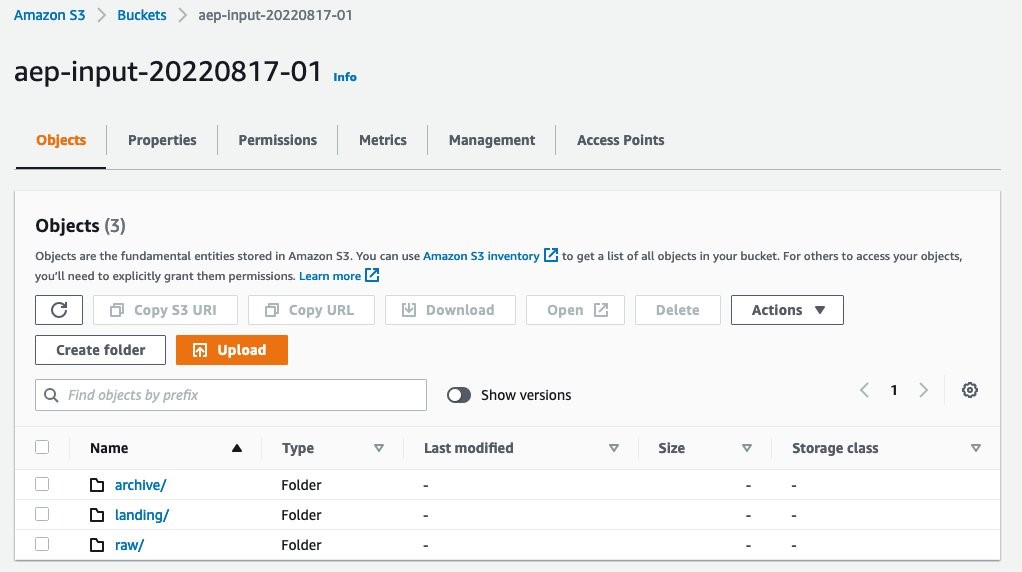 Amazon S3 > Buckets > aep-input-20220817-01
aep-input-20220817-01 Info
Objects Properties Permissions Metrics Management Access Points
Objects (3)
Objects are the fundamental entities stored in Amazon S3. You can use Amazon S3 inventory to get a list of all objects in your bucket. For others to access your objects,
you'll need to explicitly grant them permissions. Learn more
Copy S3 URI Copy URL Download Open Delete Actions
Create folder Upload
Find objects by prefix Show versions 1
Name Type Last modified Size Storage class
archive/ Folder - - -
landing/ Folder - - -
raw/ Folder - - -